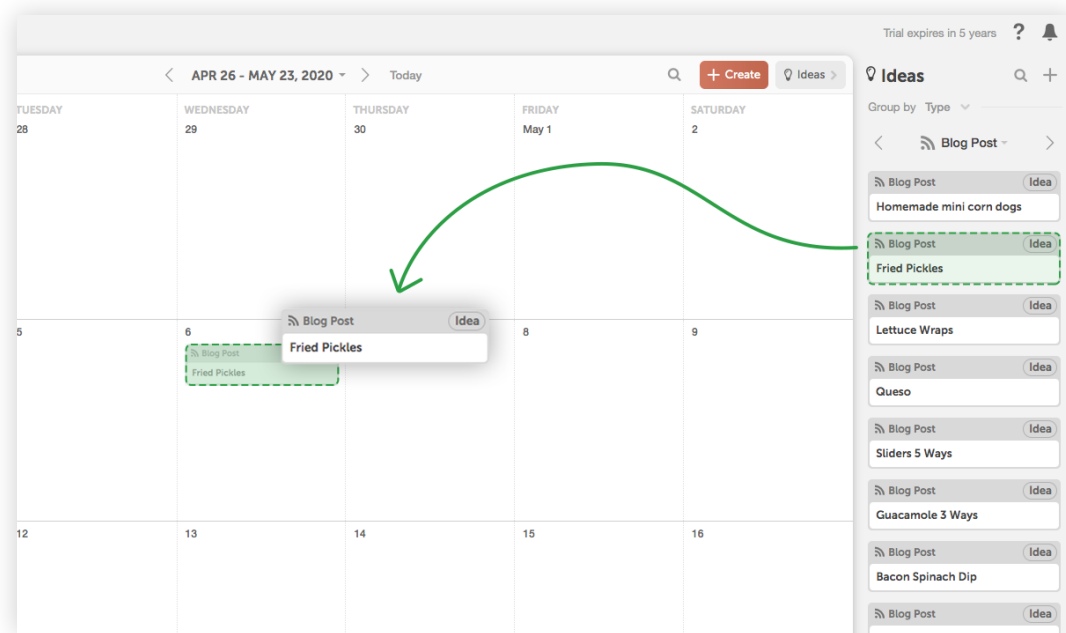 Trial expires in 5 years ?
APR 26 - MAY 23, 2020 Today
+ Create
Ideas
TUESDAY WEDNESDAY THURSDAY FRIDAY SATURDAY
28 29 30 May 1 2
5 6 8 9
Blog Post
Fried Pickles
Blog Post Idea
Fried Pickles
12 13 14 15 16
Ideas
Group by Type
Blog Post
Blog Post Idea
Homemade mini corn dogs
Blog Post Idea
Fried Pickles
Blog Post Idea
Lettuce Wraps
Blog Post Idea
Queso
Blog Post Idea
Sliders 5 Ways
Blog Post Idea
Guacamole 3 Ways
Blog Post Idea
Bacon Spinach Dip
Blog Post Idea